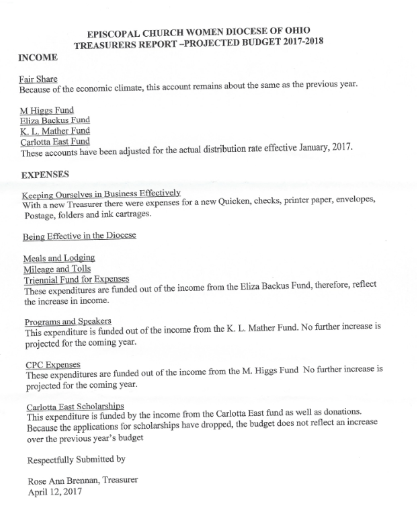 EPISCOPAL CHURCH WOMEN DIOCESE OF OHIO
TREASURERS REPORT –PROJECTED BUDGET 2017-2018
INCOME
Fair Share
Because of the economic climate, this account remains about the same as the previous year.
M Higgs Fund
Eliza Backus Fund
K. L. Mather Fund
Carlotta East Fund
These accounts have been adjusted for the actual distribution rate effective January, 2017.
EXPENSES
Keeping Ourselves in Business Effectively
With a new Treasurer there were expenses for a new Quicken, checks, printer paper, envelopes,
Postage, folders and ink cartrages.
Being Effective in the Diocese
Meals and Lodging
Mileage and Tolls
Triennial Fund for Expenses
These expenditures are funded out of the income from the Eliza Backus Fund, therefore, reflect
the increase in income.
Programs and Speakers
This expenditure is funded out of the income from the K. L. Mather Fund. No further increase is
projected for the coming year.
CPC Expenses
These expenditures are funded out of the income from the M. Higgs Fund No further increase is
projected for the coming year.
Carlotta East Scholarships
This expenditure is funded by the income from the Carlotta East fund as well as donations.
Because the applications for scholarships have dropped, the budget does not reflect an increase
over the previous year's budget
Respectfully Submitted by
Rose Ann Brennan, Treasurer
April 12, 2017